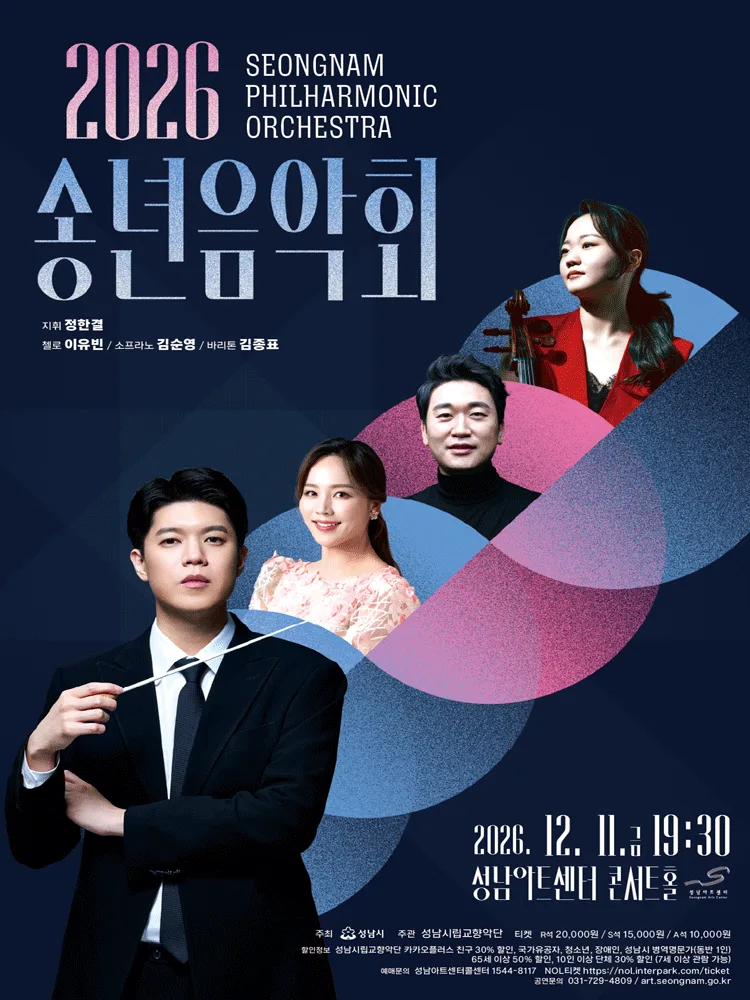 2026
SEONGNAM
PHILHARMONIC
ORCHESTRA
송년음악회
지휘 정한결
첼로 이유빈 / 소프라노 김순영 / 바리톤 김종표
2026. 12. 11.금 19:30
성남아트센터 콘서트홀
성남아트센터
Seongnam Arts Center
주최 성남시 주관 성남시립교향악단 티켓 R석 20,000원 / S석 15,000원 / A석 10,000원
할인정보 성남시립교향악단 카카오플러스 친구 30% 할인, 국가유공자, 청소년, 장애인, 성남시 병역명문가(동반 1인)
65세 이상 50% 할인, 10인 이상 단체 30% 할인 (7세 이상 관람 가능)
예매문의 성남아트센터콜센터 1544-8117 NOL티켓 https://nol.interpark.com/ticket
공연문의 031-729-4809 / art.seongnam.go.kr